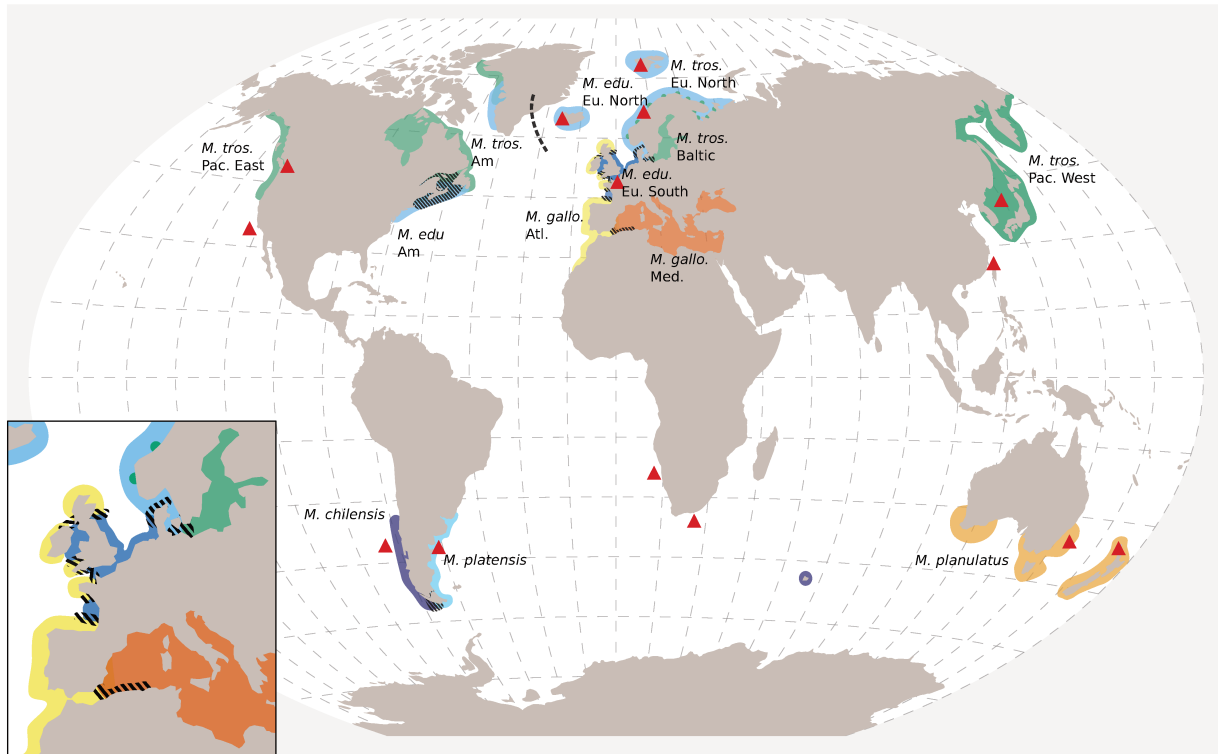 M. tros.
Eu. North
M. edu.
Eu. North
M. tros.
Pac. East
M. tros.
Am
M. tros.
Baltic
M. tros.
Pac. West
M. edu.
Eu. South
M. gallo.
Atl.
M. edu
Am
M. gallo.
Med.
M. chilensis
M. platensis
M. planulatus